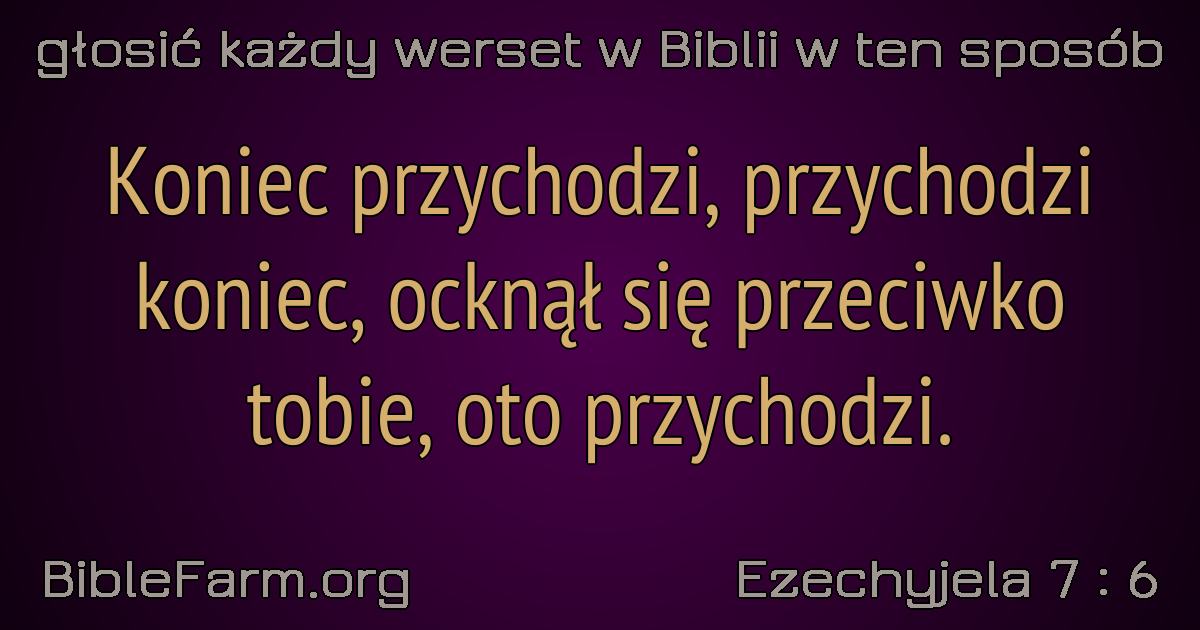 głosić każdy werset w Biblii w ten sposób
Koniec przychodzi, przychodzi
koniec, ocknął się przeciwko
tobie, oto przychodzi.
BibleFarm.org
Ezechyjela 7 : 6